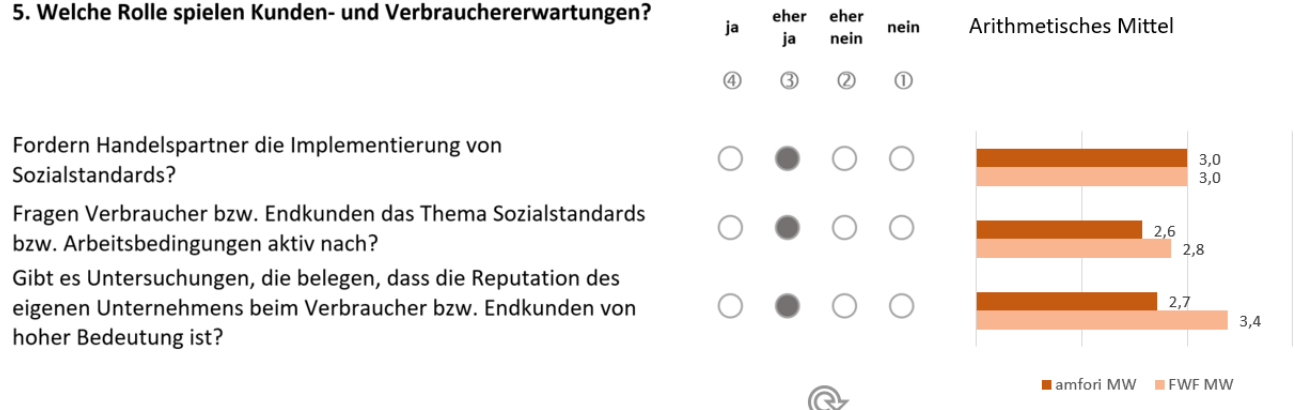 5. Welche Rolle spielen Kunden- und Verbrauchererwartungen?
ja
eher ja
eher nein
nein
Arithmetisches Mittel
④ ③ ② ①
Fordern Handelspartner die Implementierung von
Sozialstandards?
3,0
3,0
Fragen Verbraucher bzw. Endkunden das Thema Sozialstandards
bzw. Arbeitsbedingungen aktiv nach?
2,6
2,8
Gibt es Untersuchungen, die belegen, dass die Reputation des
eigenen Unternehmens beim Verbraucher bzw. Endkunden von
hoher Bedeutung ist?
2,7
3,4
amfori MW FWF MW